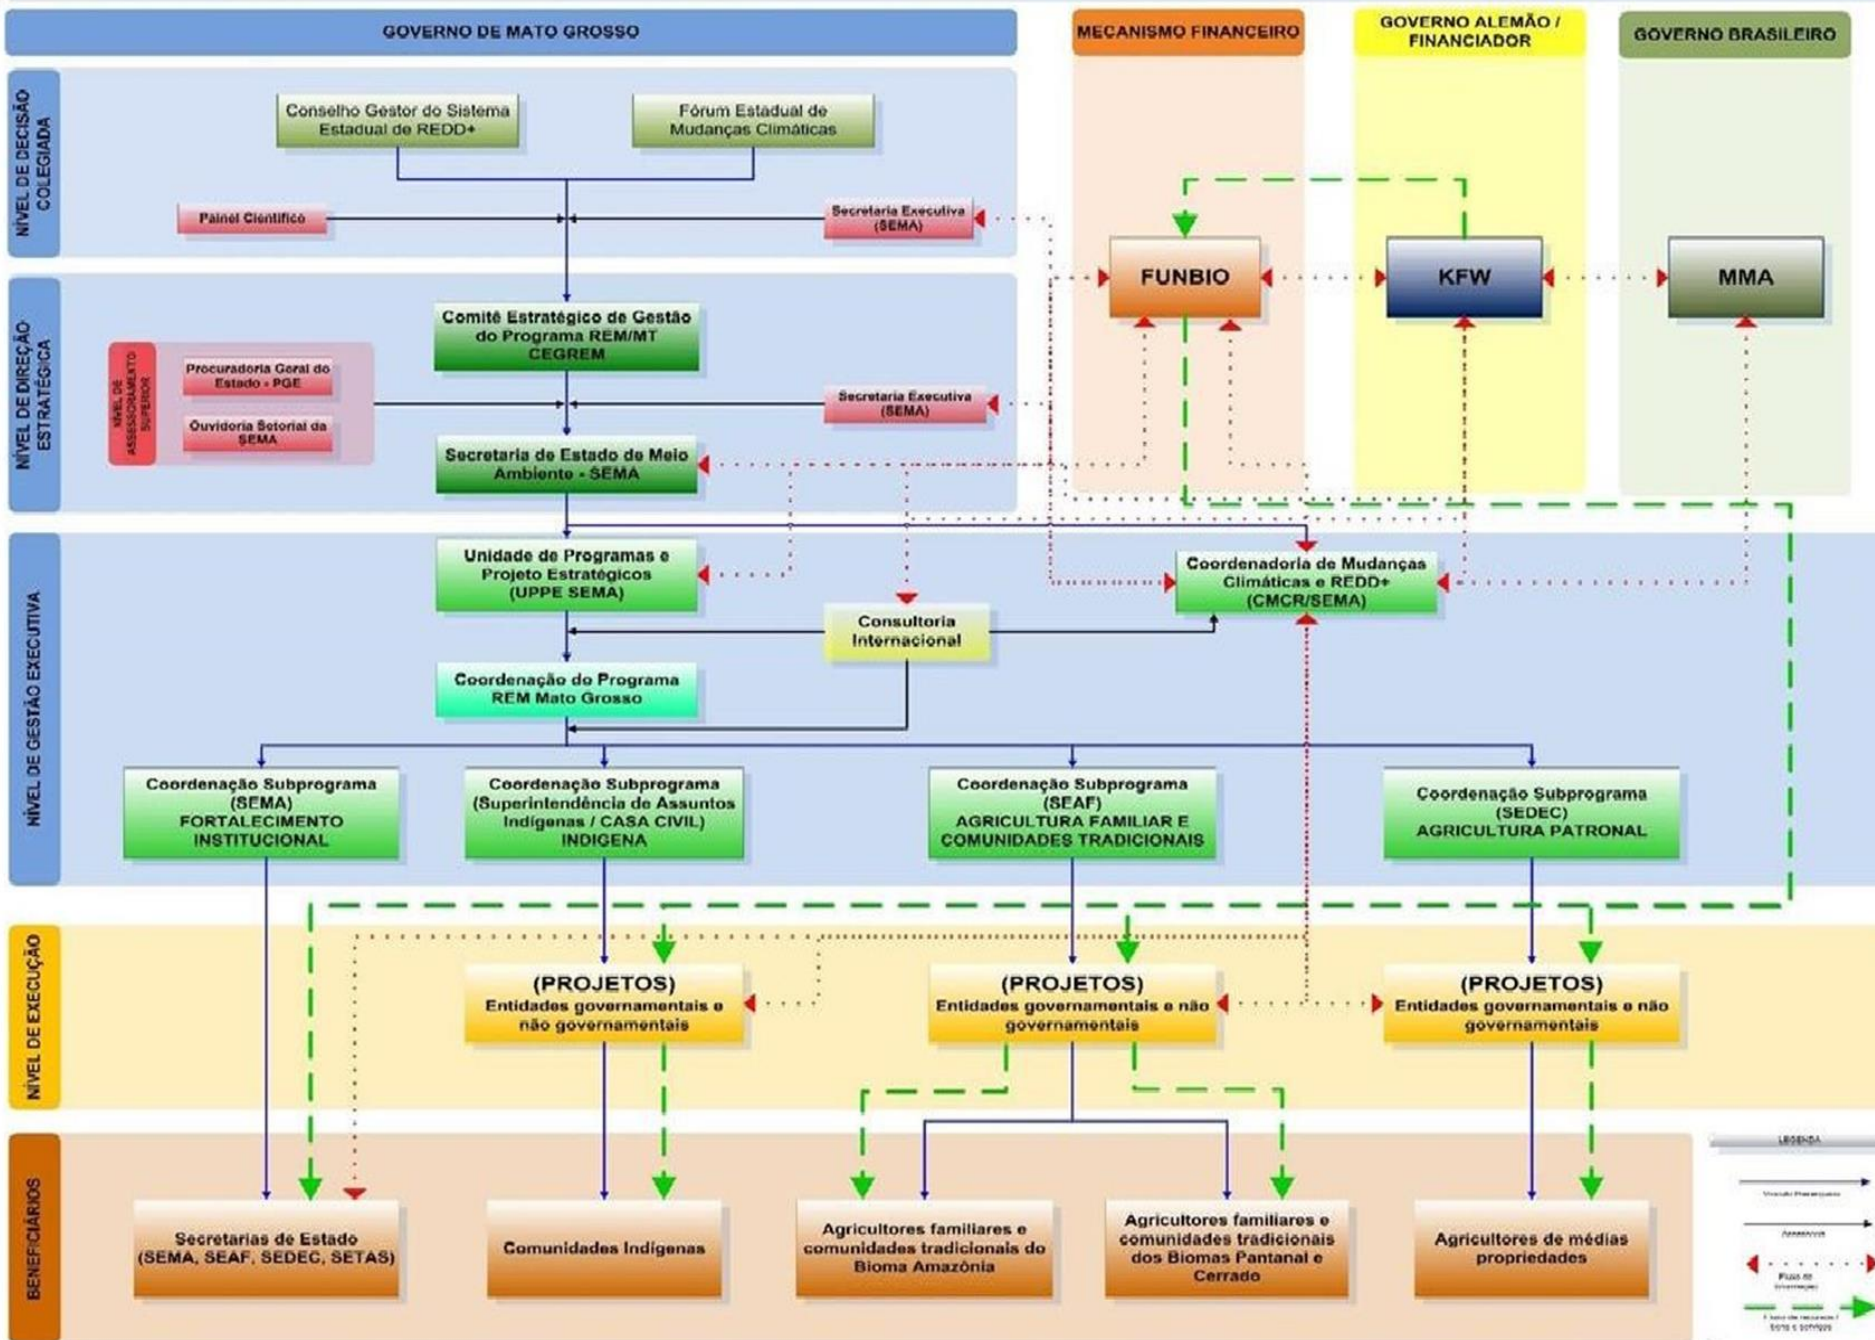 GOVERNO DE MATO GROSSO
MECANISMO FINANCEIRO
GOVERNO ALEMÃO /
FINANCIADOR
GOVERNO BRASILEIRO
NÍVEL DE DECISÃO
COLEGIADA
Conselho Gestor do Sistema
Estadual de REDD+
Fórum Estadual de
Mudanças Climáticas
Painel Científico
Secretaria Executiva
(SEMA)
FUNBIO
KFW
MMA
NÍVEL DE DIREÇÃO
ESTRATÉGICA
Comitê Estratégico de Gestão
do Programa REM/MT
CEGREM
NÍVEL DE
ASSESSORAMENTO
SUPERIOR
Procuradoria Geral do
Estado - PGE
Ouvidoria Setorial da
SEMA
Secretaria Executiva
(SEMA)
Secretaria de Estado de Meio
Ambiente - SEMA
NÍVEL DE GESTÃO EXECUTIVA
Unidade de Programas e
Projeto Estratégicos
(UPPE SEMA)
Coordenadoria de Mudanças
Climáticas e REDD+
(CMCR/SEMA)
Consultoria
Internacional
Coordenação do Programa
REM Mato Grosso
Coordenação Subprograma
(SEMA)
FORTALECIMENTO
INSTITUCIONAL
Coordenação Subprograma
(Superintendência de Assuntos
Indígenas / CASA CIVIL)
INDIGENA
Coordenação Subprograma
(SEAF)
AGRICULTURA FAMILIAR E
COMUNIDADES TRADICIONAIS
Coordenação Subprograma
(SEDEC)
AGRICULTURA PATRONAL
NÍVEL DE EXECUÇÃO
(PROJETOS)
Entidades governamentais e
não governamentais
(PROJETOS)
Entidades governamentais e não
governamentais
(PROJETOS)
Entidades governamentais e não
governamentais
BENEFICIÁRIOS
Secretarias de Estado
(SEMA, SEAF, SEDEC, SETAS)
Comunidades Indígenas
Agricultores familiares e
comunidades tradicionais do
Bioma Amazônia
Agricultores familiares e
comunidades tradicionais
dos Biomas Pantanal e
Cerrado
Agricultores de médias
propriedades
LEGENDA
Fluxo de